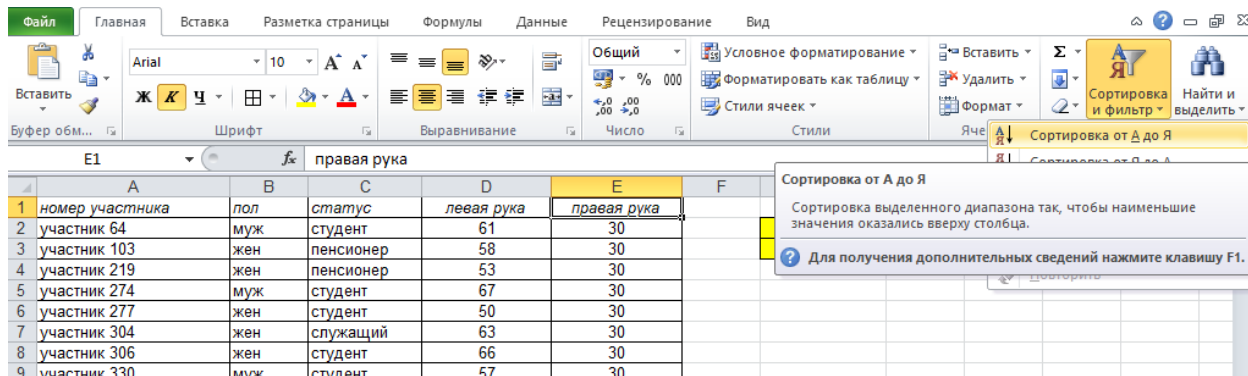 Файл Главная Вставка Разметка страницы Формулы Данные Рецензирование Вид
Arial 10 Общий Условное форматирование Вставить
Вставить Ж К Ч % 000 Форматировать как таблицу Удалить Сортировка и фильтр Найти и выделить
Стили ячеек Формат
Буфер обм... Шрифт Выравнивание Число Стили Яче
Сортировка от А до Я
E1 fx правая рука
Сортировка от А до Я
Сортировка выделенного диапазона так, чтобы наименьшие
значения оказались вверху столбца.
Для получения дополнительных сведений нажмите клавишу F1.
A B C D E F
1 номер участника пол статус левая рука правая рука
2 участник 64 муж студент 61 30
3 участник 103 жен пенсионер 58 30
4 участник 219 жен пенсионер 53 30
5 участник 274 муж студент 67 30
6 участник 277 жен студент 50 30
7 участник 304 жен служащий 63 30
8 участник 306 жен студент 66 30
9 участник 330 муж студент 57 30